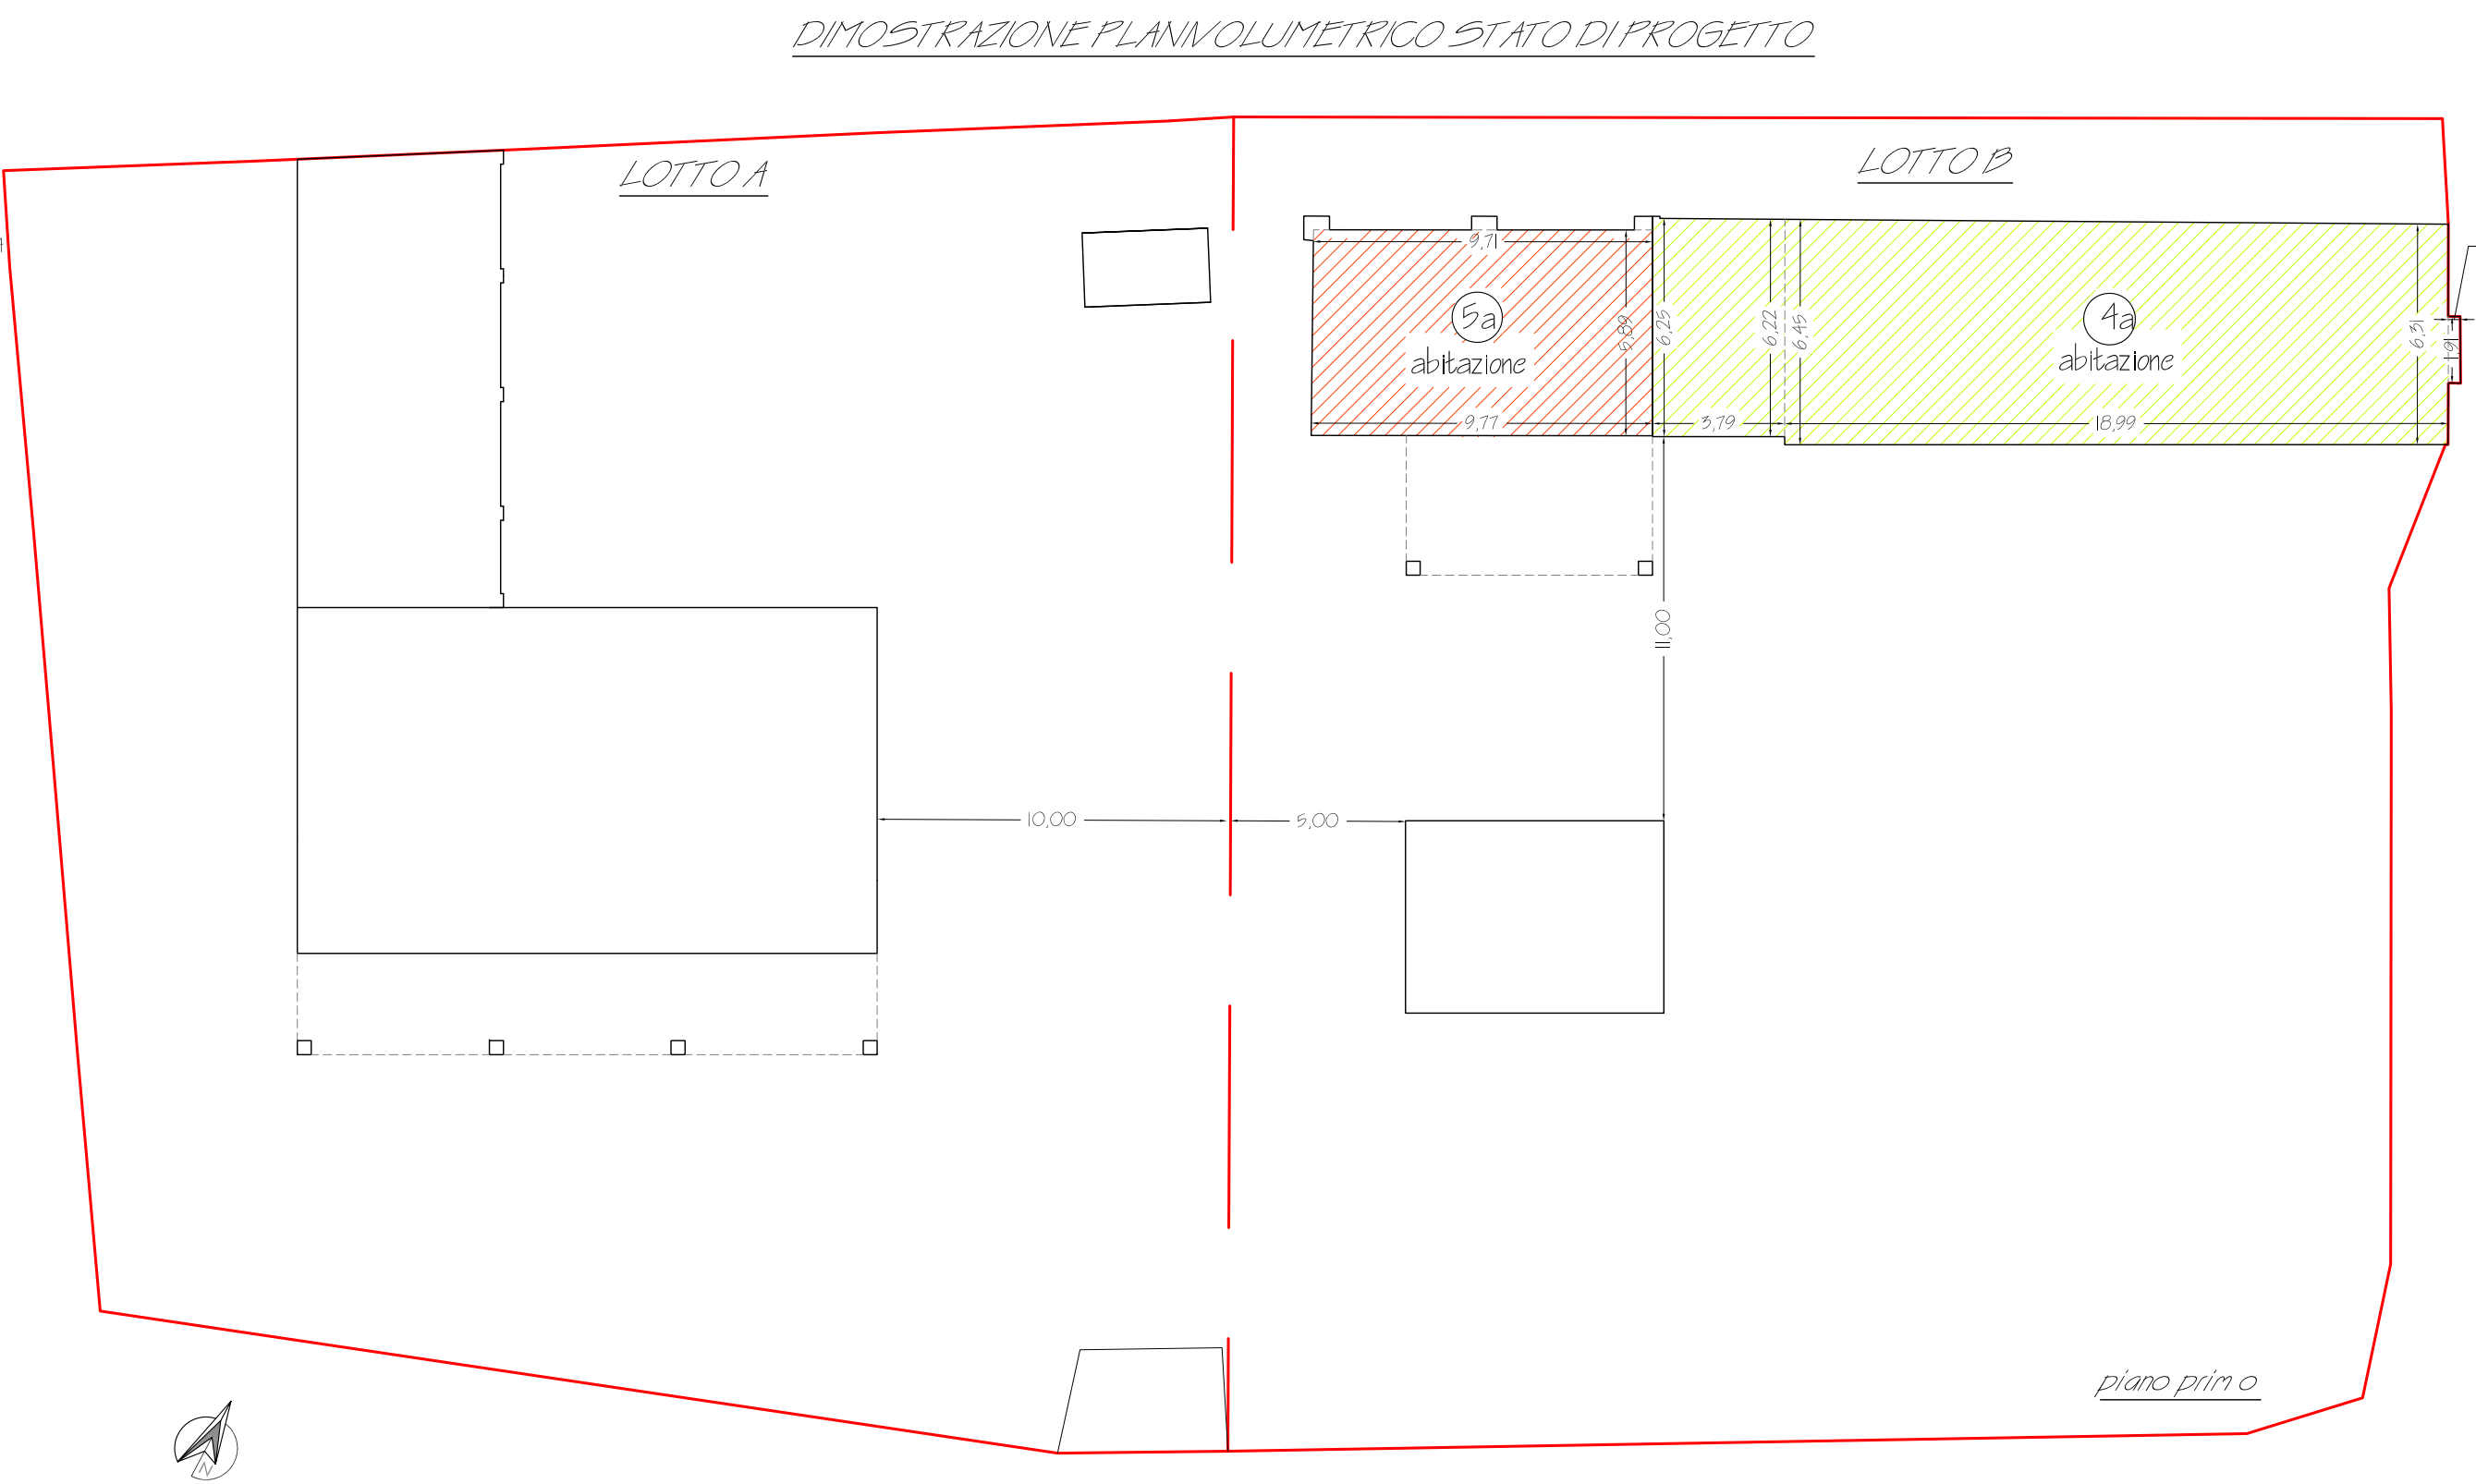 DIMOSTRAZIONE PLANIVOLUMETRICO STATO DI PROGETTO
LOTTO A
LOTTO B
9,71
5a
abitazione
5,89
6,25
6,22
6,45
4a
abitazione
6,31
1,91
9,77
3,79
18,99
11,00
10,00
5,00
piano primo
N